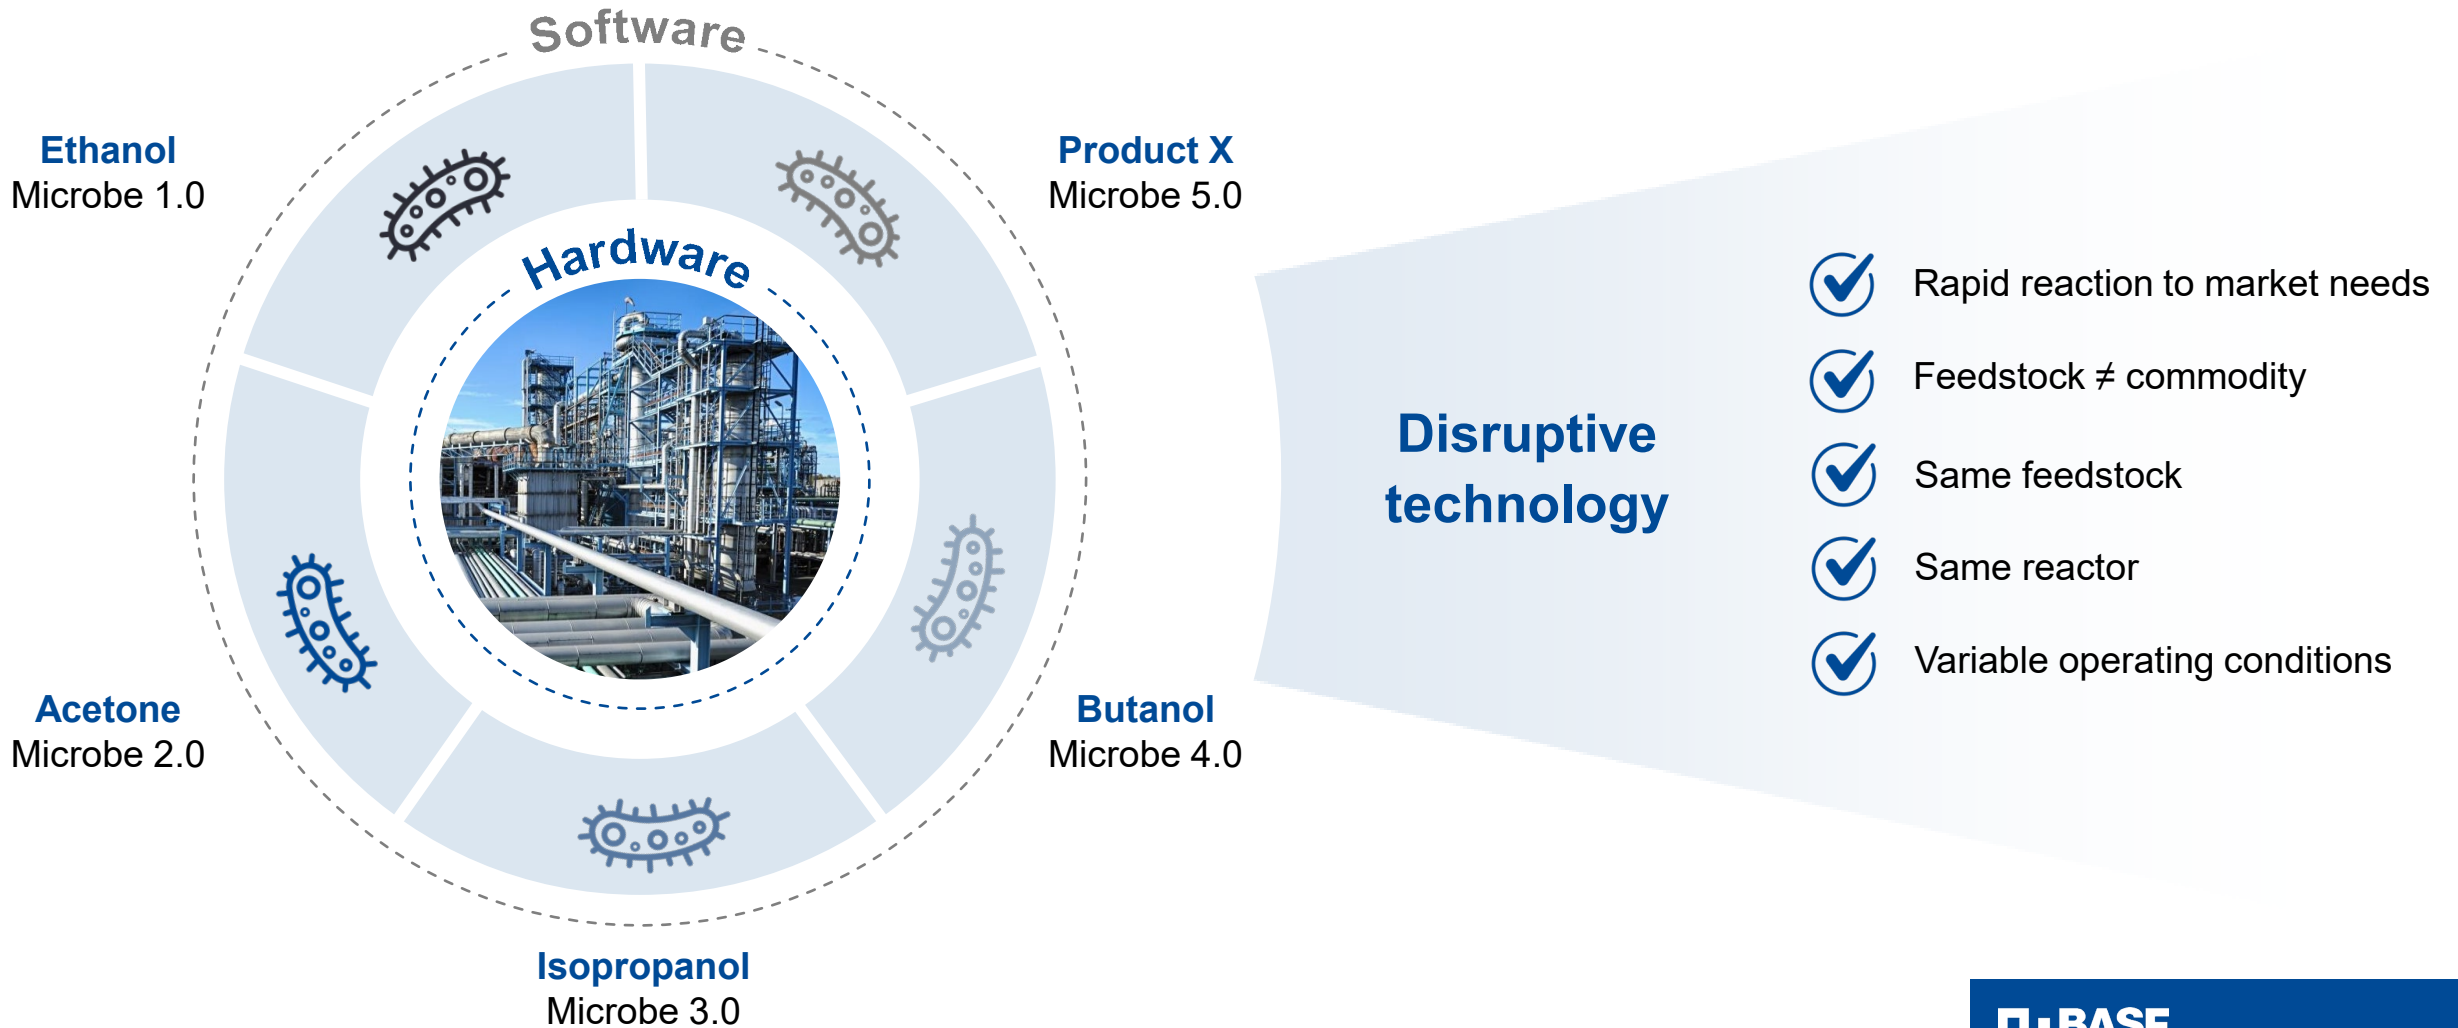 Software
Ethanol
Microbe 1.0
Product X
Microbe 5.0
Hardware
Acetone
Microbe 2.0
Butanol
Microbe 4.0
Isopropanol
Microbe 3.0
Disruptive
technology
Rapid reaction to market needs
Feedstock ≠ commodity
Same feedstock
Same reactor
Variable operating conditions
BASF